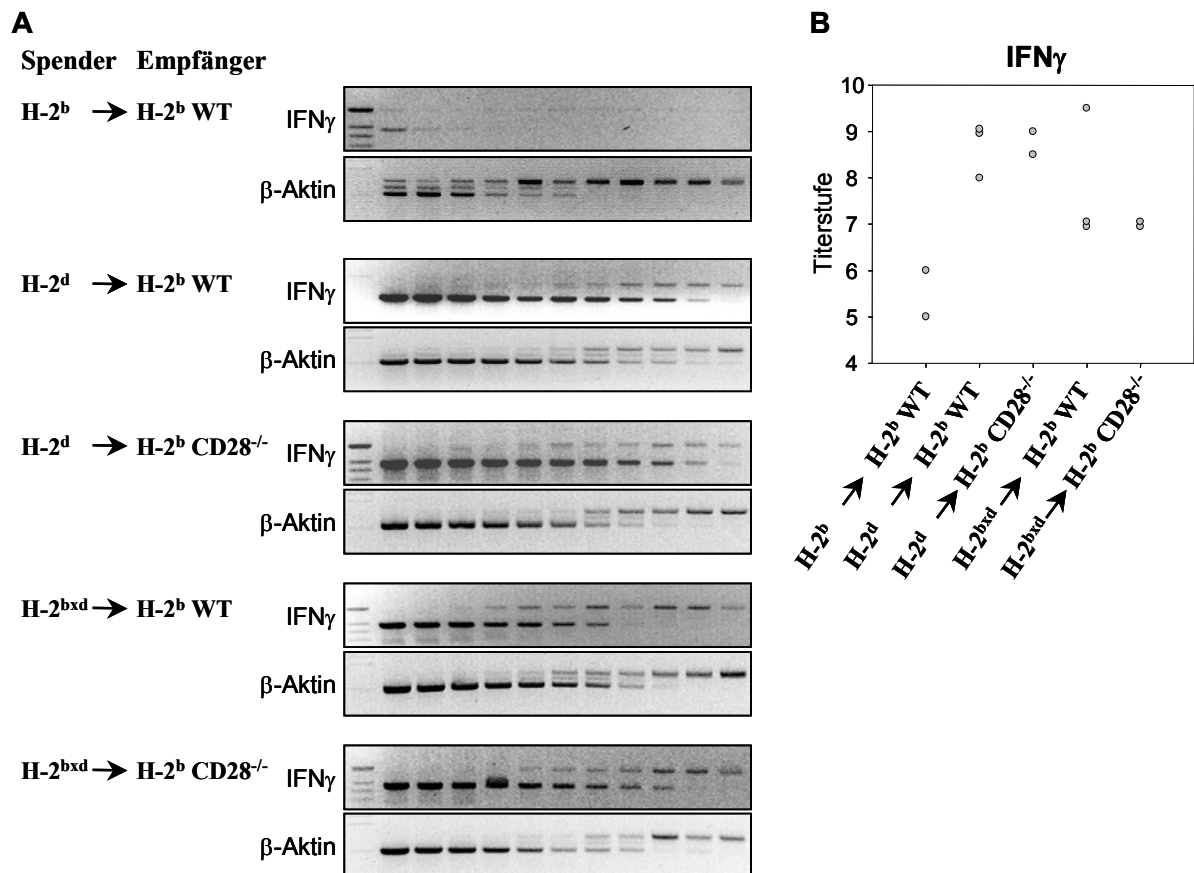 A
Spender Empfänger
H-2ᵇ → H-2ᵇ WT
IFNγ
β-Aktin
H-2ᵈ → H-2ᵇ WT
IFNγ
β-Aktin
H-2ᵈ → H-2ᵇ CD28⁻/⁻
IFNγ
β-Aktin
H-2ᵇˣᵈ → H-2ᵇ WT
IFNγ
β-Aktin
H-2ᵇˣᵈ → H-2ᵇ CD28⁻/⁻
IFNγ
β-Aktin
B
IFNγ
Titerstufe
10
9
8
7
6
5
4
H-2ᵇ → H-2ᵇ WT
H-2ᵈ → H-2ᵇ WT
H-2ᵈ → H-2ᵇ CD28⁻/⁻
H-2ᵇˣᵈ → H-2ᵇ WT
H-2ᵇˣᵈ → H-2ᵇ CD28⁻/⁻